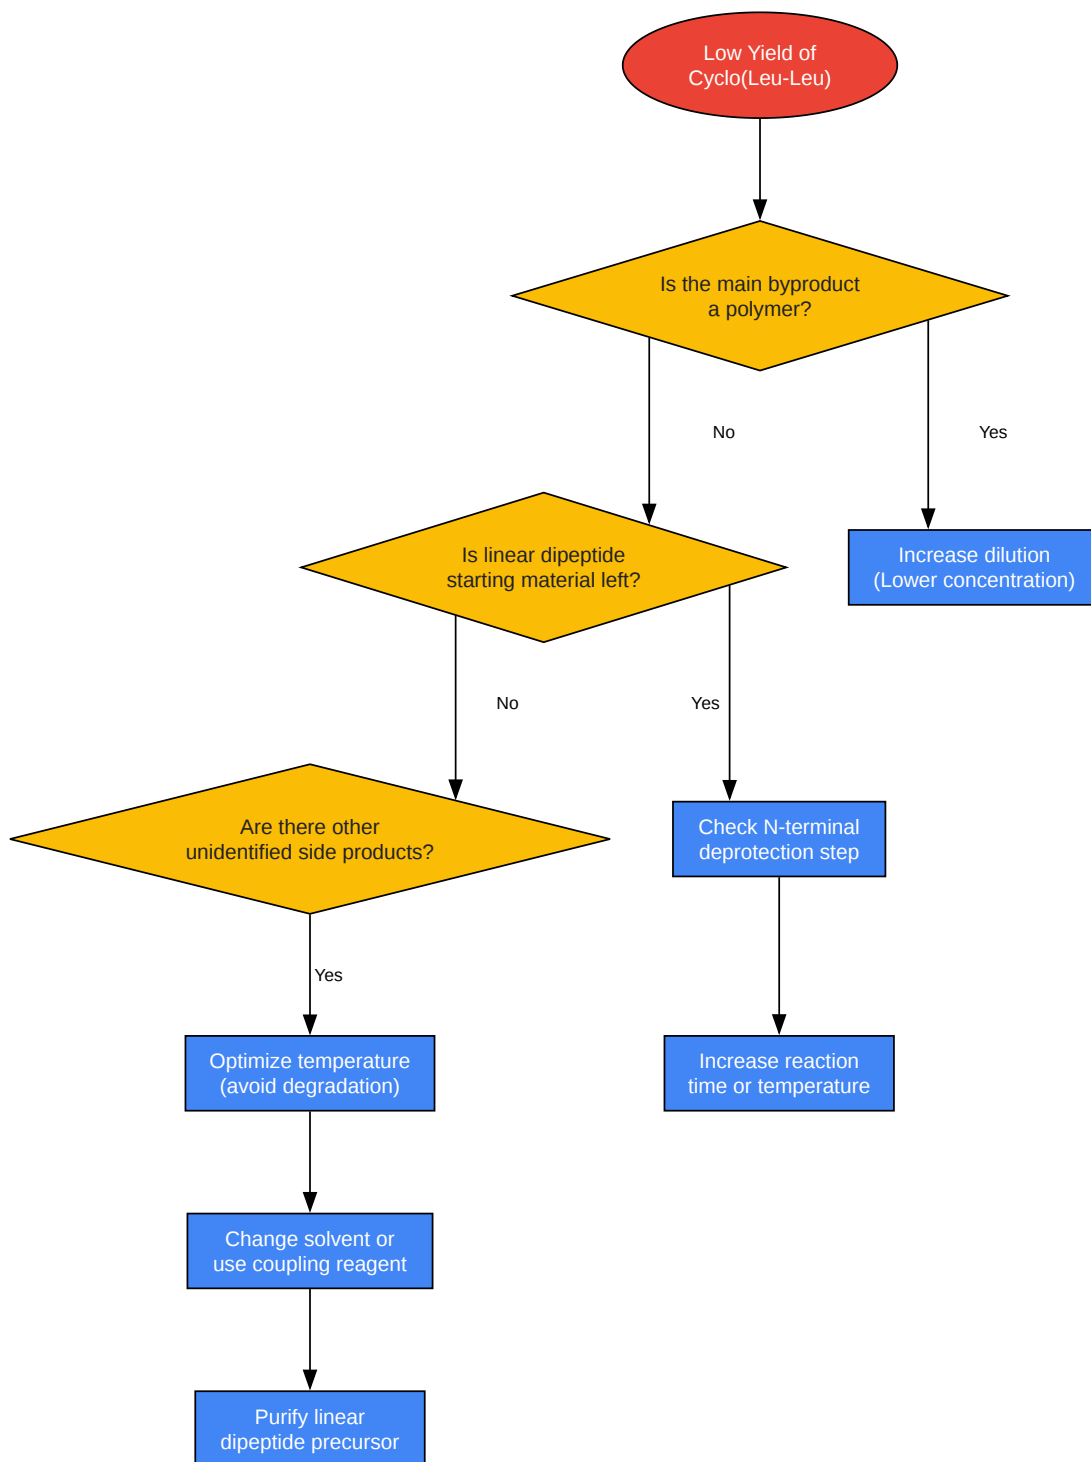 Low Yield of
Cyclo(Leu-Leu)
Is the main byproduct
a polymer?
No
Yes
Is linear dipeptide
starting material left?
Increase dilution
(Lower concentration)
No
Yes
Are there other
unidentified side products?
Check N-terminal
deprotection step
Yes
Optimize temperature
(avoid degradation)
Increase reaction
time or temperature
Change solvent or
use coupling reagent
Purify linear
dipeptide precursor